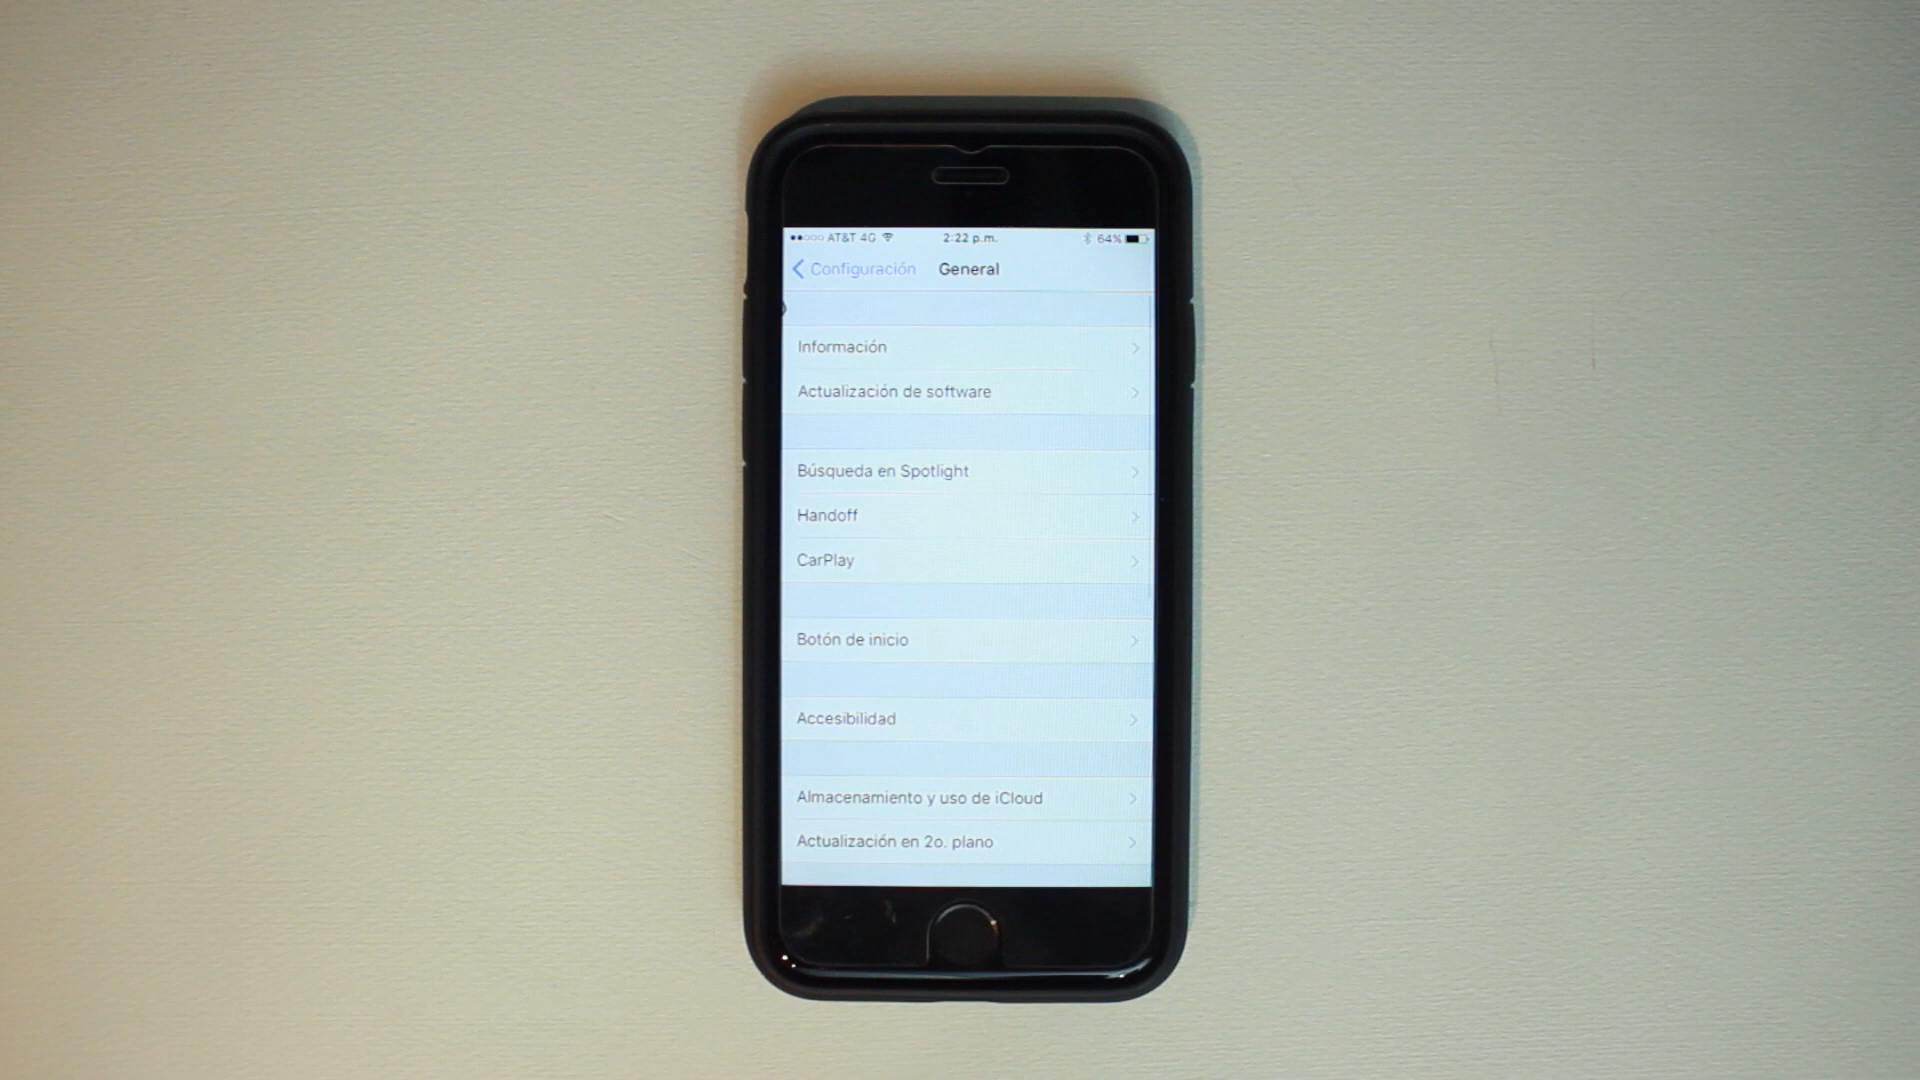 AT&T 4G 2:22 p.m. 64%
Configuración General
Información
Actualización de software
Búsqueda en Spotlight
Handoff
CarPlay
Botón de inicio
Accesibilidad
Almacenamiento y uso de iCloud
Actualización en 2o. plano